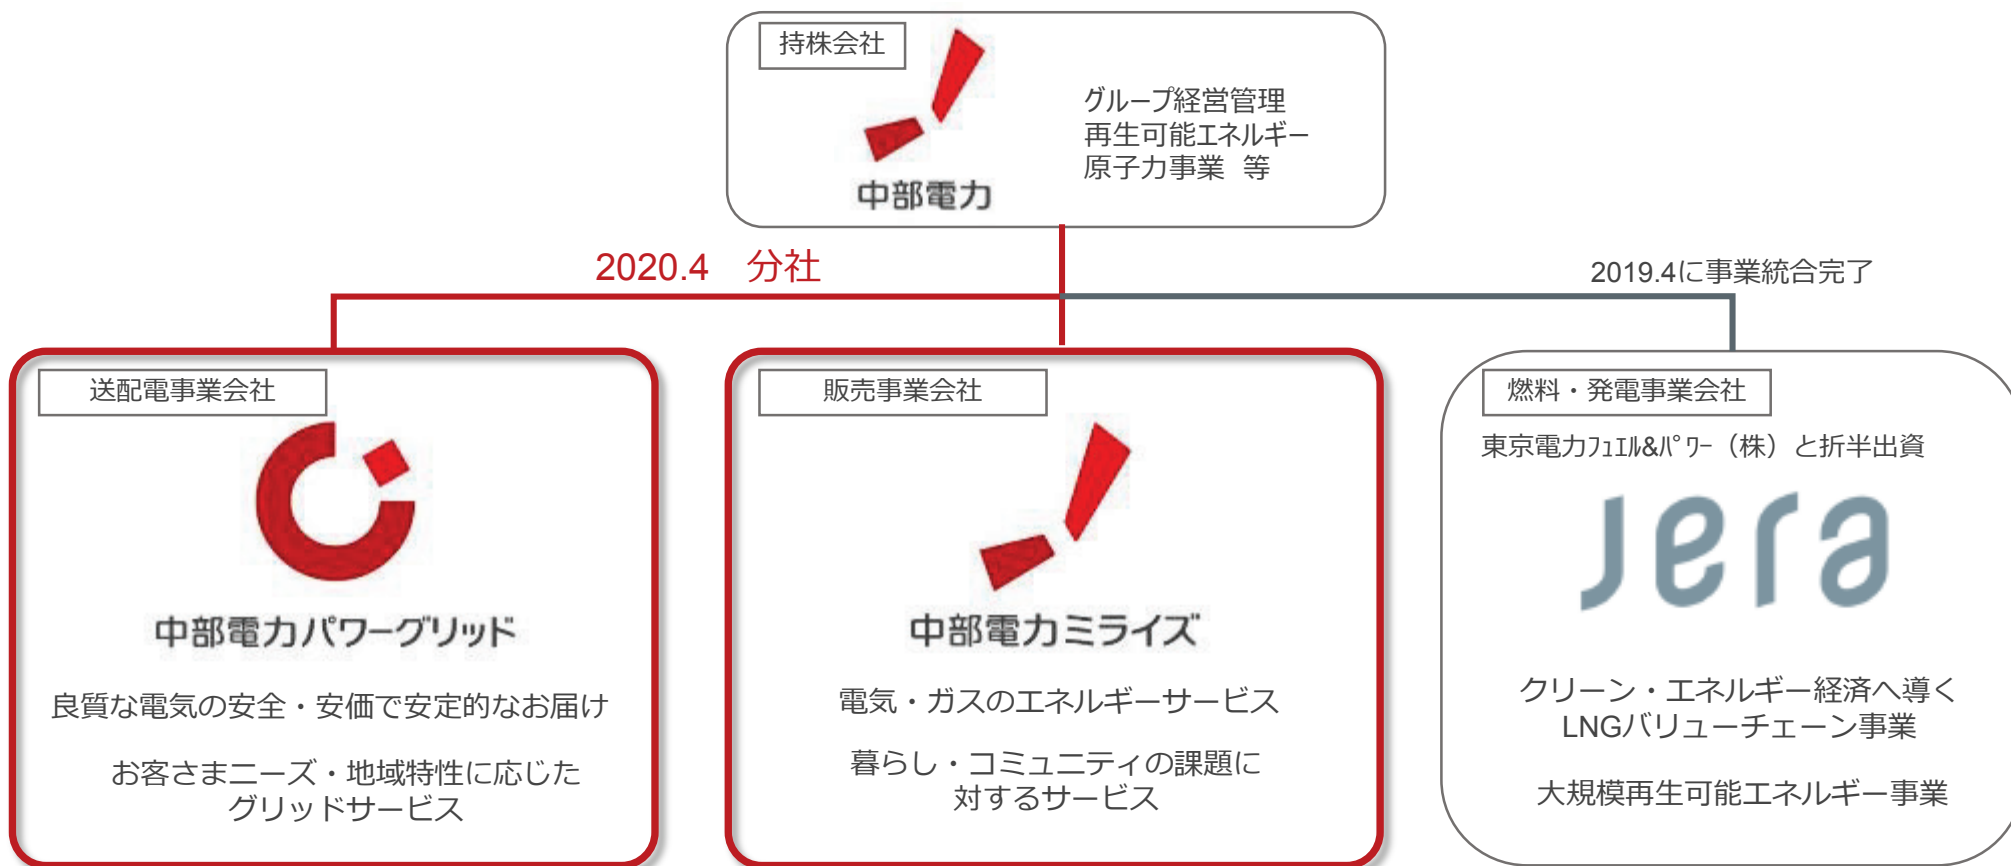 持株会社
グループ経営管理
再生可能エネルギー
原子力事業 等
中部電力
2020.4 分社
2019.4に事業統合完了
送配電事業会社
中部電力パワーグリッド
良質な電気の安全・安価で安定的なお届け
お客さまニーズ・地域特性に応じた
グリッドサービス
販売事業会社
中部電力ミライズ
電気・ガスのエネルギーサービス
暮らし・コミュニティの課題に
対するサービス
燃料・発電事業会社
東京電力ﾌｭｴﾙ&ﾊﾟﾜｰ（株）と折半出資
Jera
クリーン・エネルギー経済へ導く
LNGバリューチェーン事業
大規模再生可能エネルギー事業